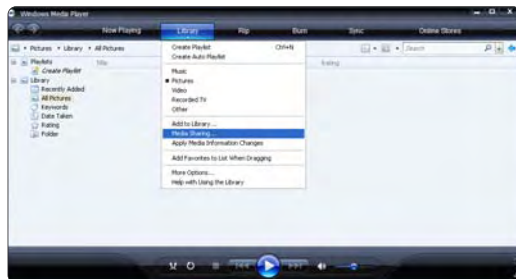 Windows Media Player
Now Playing Library Rip Burn Sync Online Stores
Pictures Library All Pictures Search
Playlists
Create Playlist
Library
Recently Added
All Pictures
Keywords
Date Taken
Rating
Folder
Title Rating
Create Playlist Ctrl+N
Create Auto Playlist
Music
Pictures
Video
Recorded TV
Other
Add to Library...
Media Sharing...
Apply Media Information Changes
Add Favorites to List When Dragging
More Options...
Help with Using the Library